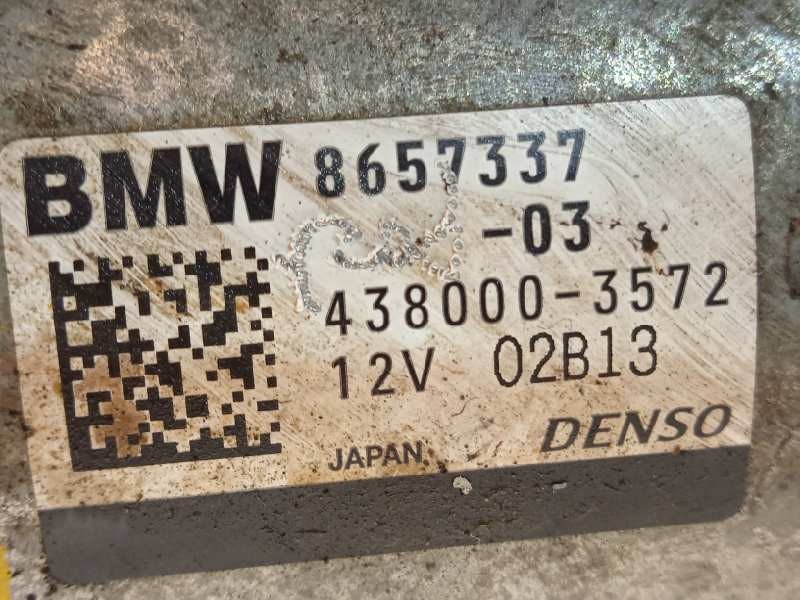 BMW 8657337
-03
438000-3572
12V 02B13
JAPAN. DENSO